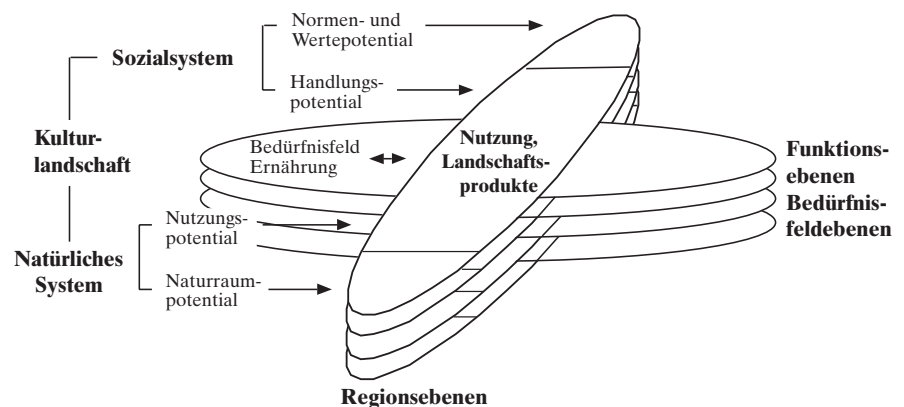 Normen- und
Wertepotential
Sozialsystem
Handlungs-
potential
Kultur-
landschaft
Bedürfnisfeld
Ernährung
Nutzung,
Landschafts-
produkte
Funktions-
ebenen
Bedürfnis-
feldebenen
Nutzungs-
potential
Natürliches
System
Naturraum-
potential
Regionsebenen